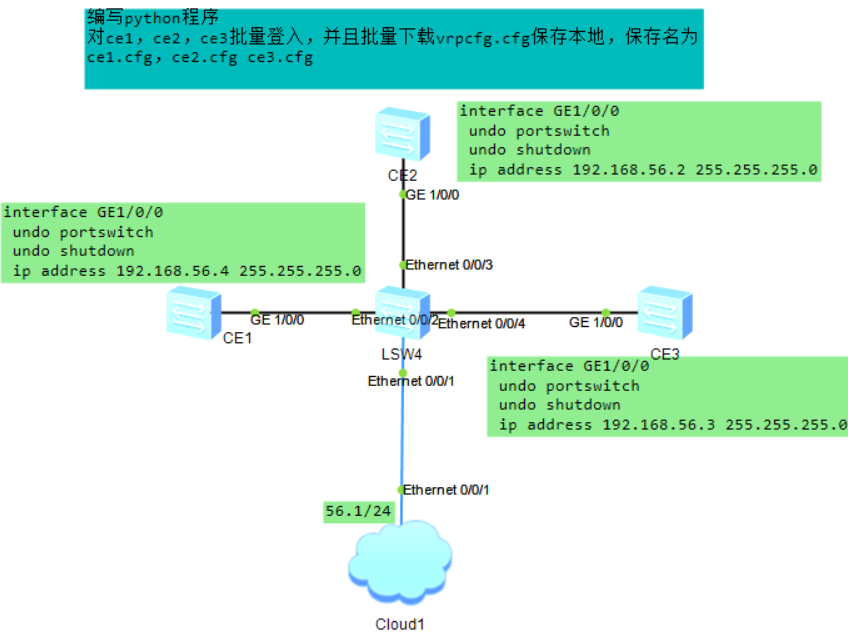 编写python程序
对ce1，ce2，ce3批量登入，并且批量下载vrpcfg.cfg保存本地，保存名为
ce1.cfg，ce2.cfg ce3.cfg
interface GE1/0/0
undo portswitch
undo shutdown
ip address 192.168.56.2 255.255.255.0
CE2
GE 1/0/0
interface GE1/0/0
undo portswitch
undo shutdown
ip address 192.168.56.4 255.255.255.0
Ethernet 0/0/3
GE 1/0/0
Ethernet 0/0/2
Ethernet 0/0/4
GE 1/0/0
CE1
LSW4
CE3
Ethernet 0/0/1
interface GE1/0/0
undo portswitch
undo shutdown
ip address 192.168.56.3 255.255.255.0
Ethernet 0/0/1
56.1/24
Cloud1